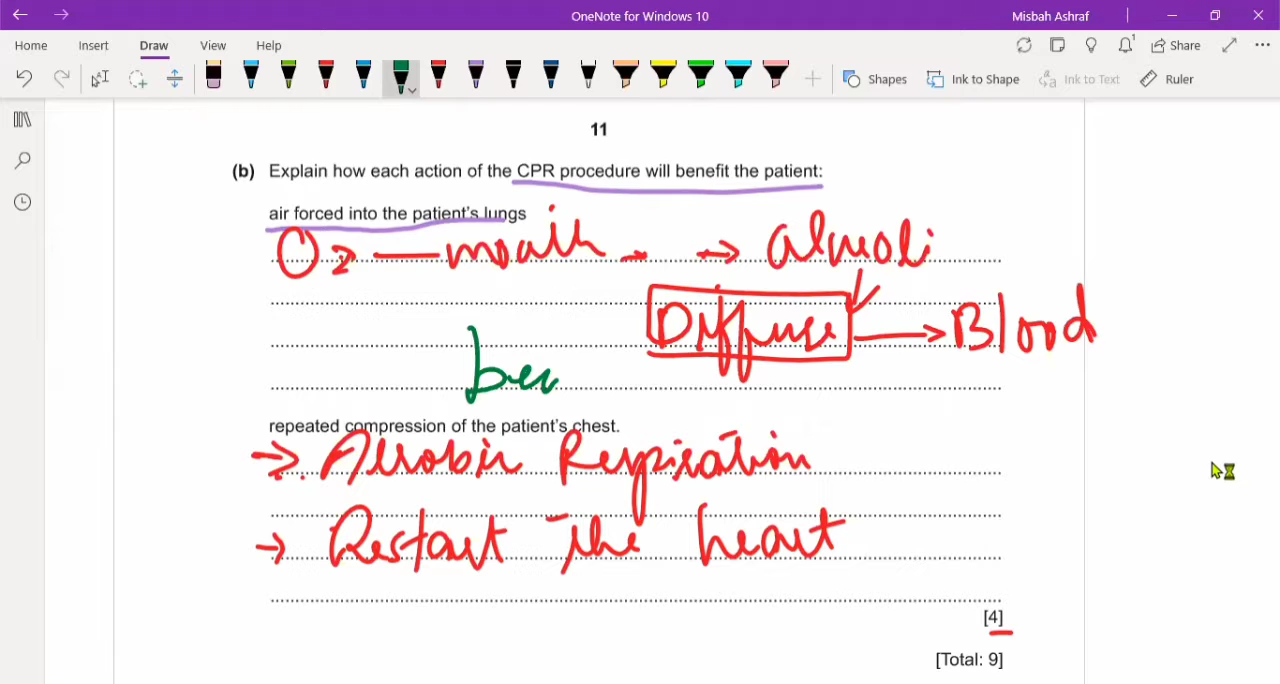 OneNote for Windows 10
Misbah Ashraf
Home Insert Draw View Help
Share
Shapes Ink to Shape Ink to Text Ruler
11
(b) Explain how each action of the CPR procedure will benefit the patient:
air forced into the patient's lungs
O2 — mouth → → alveoli
Diffuse → Blood
ben
repeated compression of the patient's chest.
→ Aerobic Respiration
→ Restart the heart
[4]
[Total: 9]